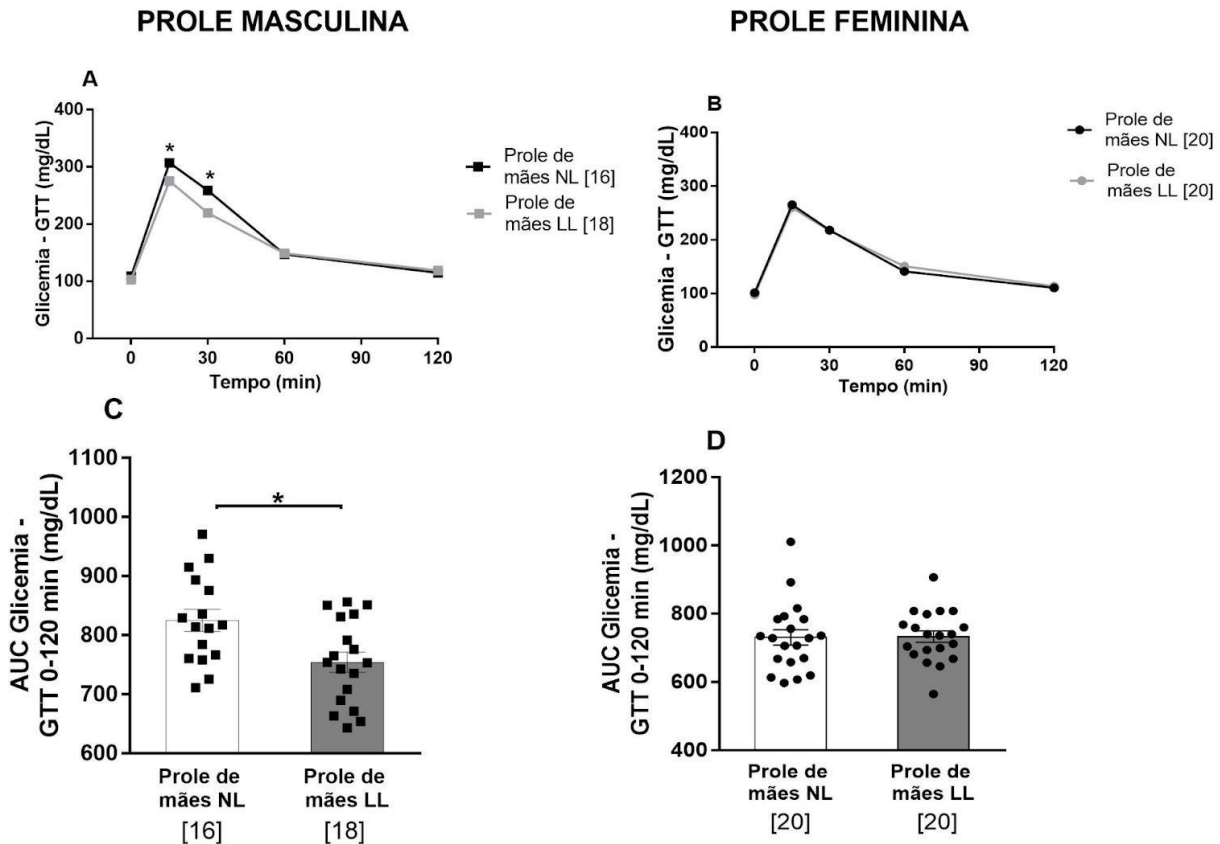 PROLE MASCULINA
PROLE FEMININA
A
Glicemia - GTT (mg/dL)
400
300
200
100
0
*
*
0
30
60
90
120
Tempo (min)
Prole de
mães NL [16]
Prole de
mães LL [18]
B
Glicemia - GTT (mg/dL)
400
300
200
100
0
0
30
60
90
120
Tempo (min)
Prole de
mães NL [20]
Prole de
mães LL [20]
C
AUC Glicemia -
GTT 0-120 min (mg/dL)
1100
1000
900
800
700
600
*
Prole de
mães NL
[16]
Prole de
mães LL
[18]
D
AUC Glicemia -
GTT 0-120 min (mg/dL)
1200
1000
800
600
400
Prole de
mães NL
[20]
Prole de
mães LL
[20]